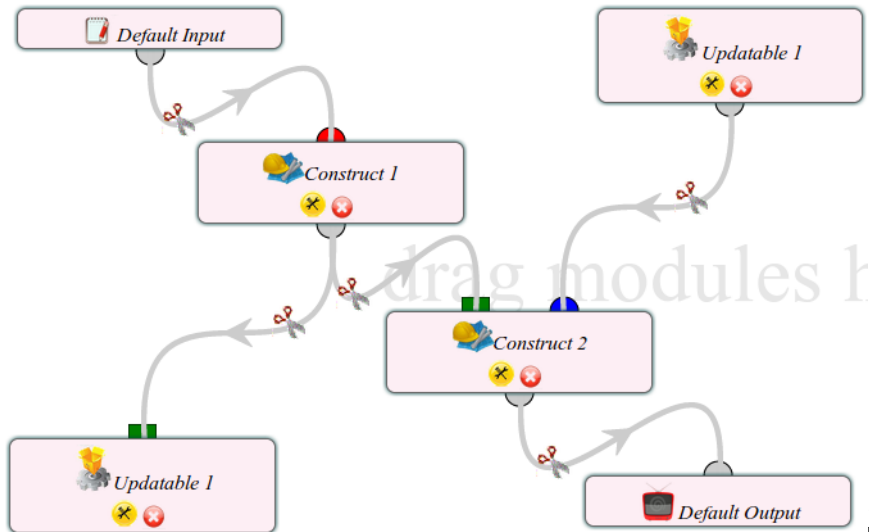 Default Input
Updatable 1
Construct 1
drag modules h
Construct 2
Updatable 1
Default Output